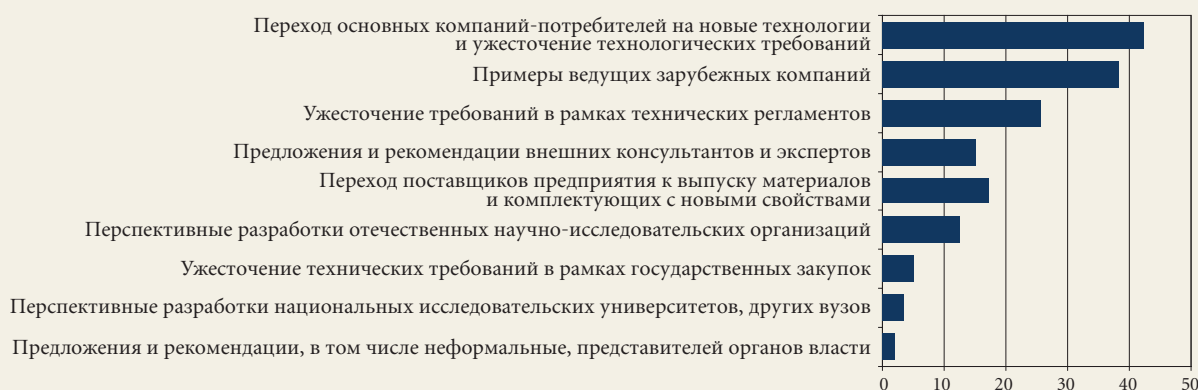 Переход основных компаний-потребителей на новые технологии
и ужесточение технологических требований
Примеры ведущих зарубежных компаний
Ужесточение требований в рамках технических регламентов
Предложения и рекомендации внешних консультантов и экспертов
Переход поставщиков предприятия к выпуску материалов
и комплектующих с новыми свойствами
Перспективные разработки отечественных научно-исследовательских организаций
Ужесточение технических требований в рамках государственных закупок
Перспективные разработки национальных исследовательских университетов, других вузов
Предложения и рекомендации, в том числе неформальные, представителей органов власти
0 10 20 30 40 50